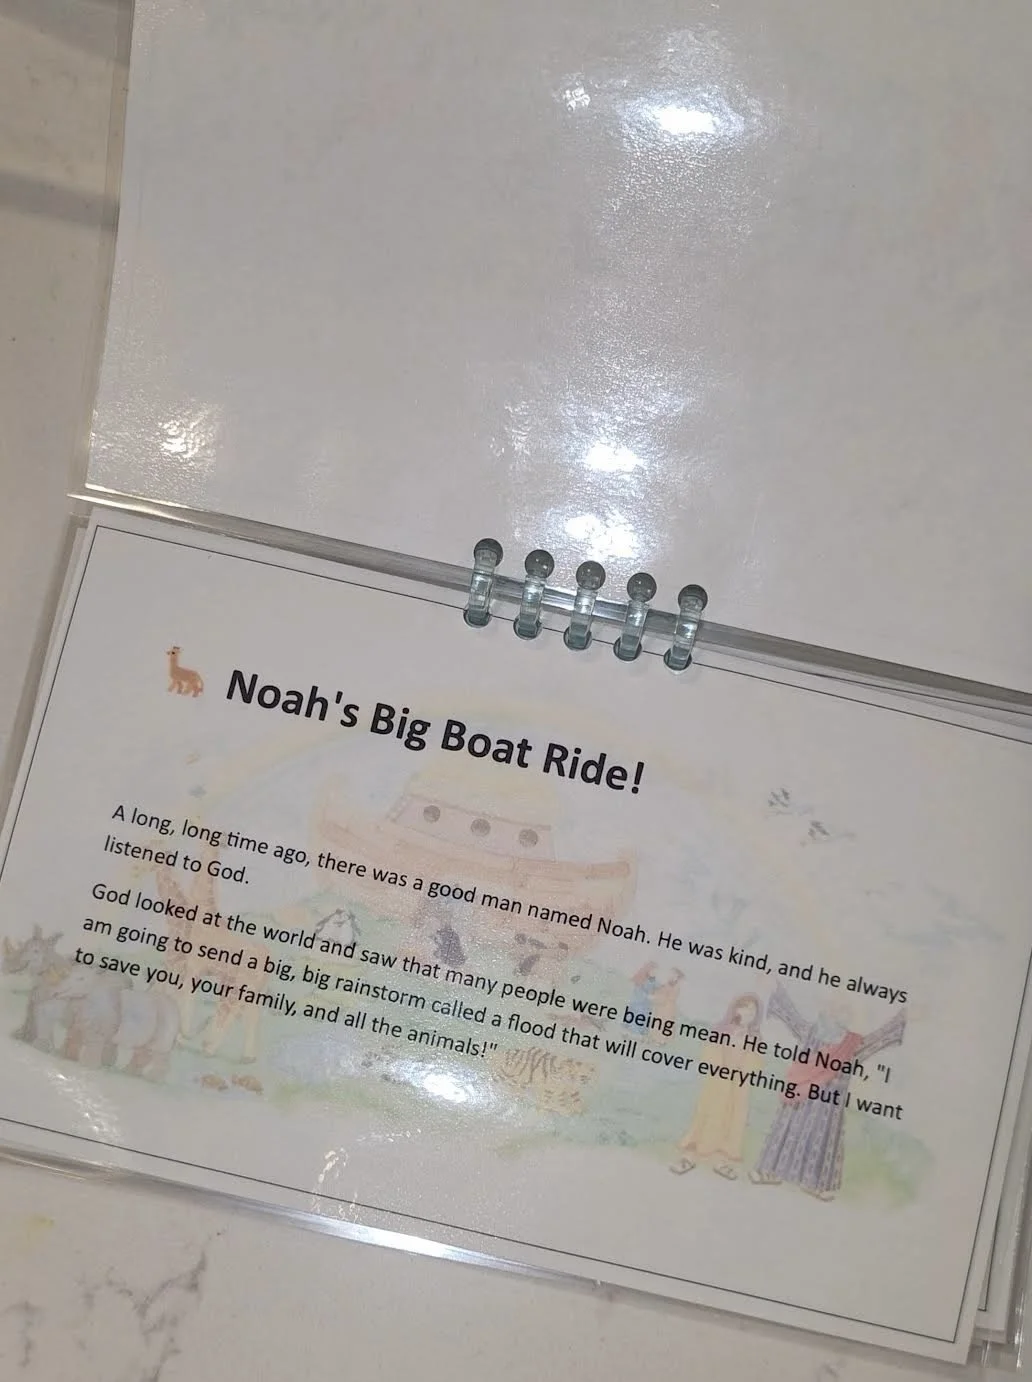 Noah's Big Boat Ride!
A long, long time ago, there was a good man named Noah. He was kind, and he always
listened to God.
God looked at the world and saw that many people were being mean. He told Noah, "I
am going to send a big, big rainstorm called a flood that will cover everything. But I want
to save you, your family, and all the animals!"